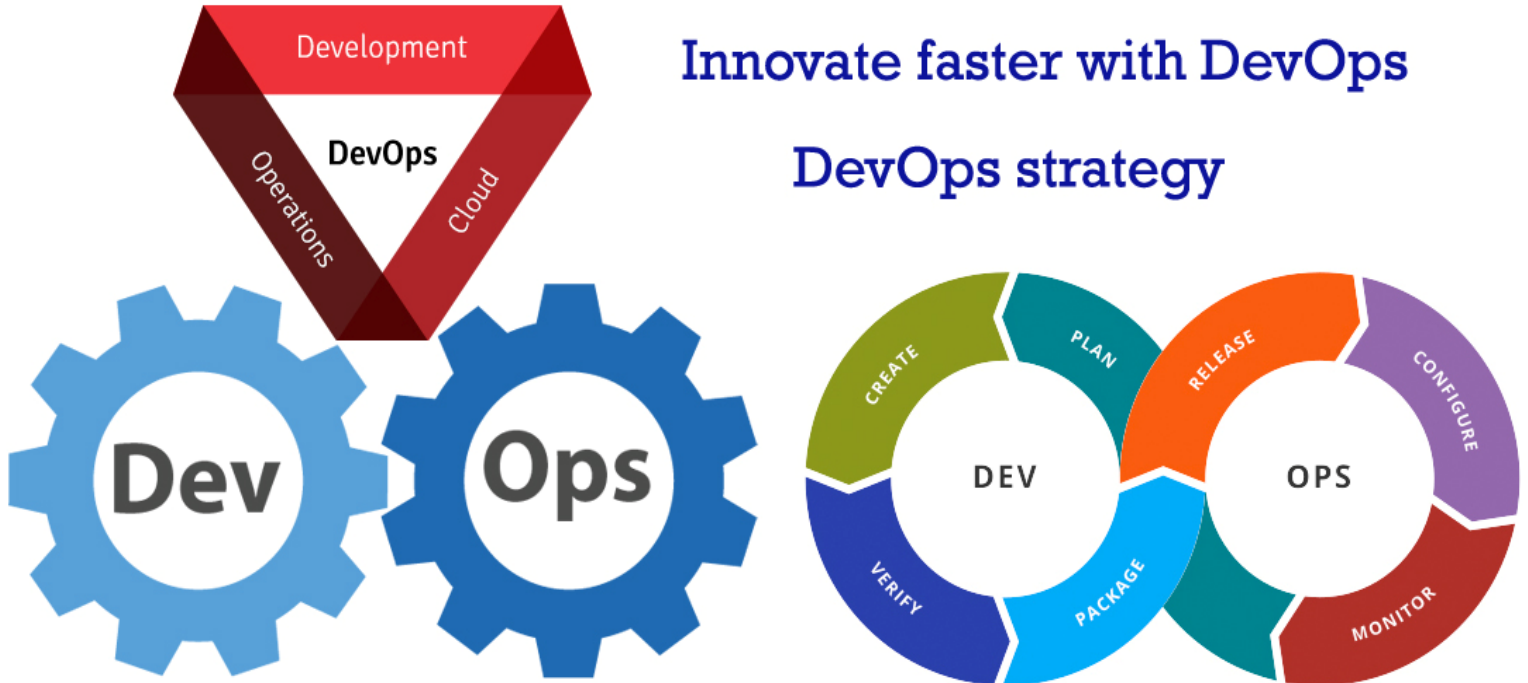 Development
DevOps
Operations
Cloud
Innovate faster with DevOps
DevOps strategy
Dev
Ops
CREATE
PLAN
RELEASE
CONFIGURE
DEV
OPS
VERIFY
PACKAGE
MONITOR